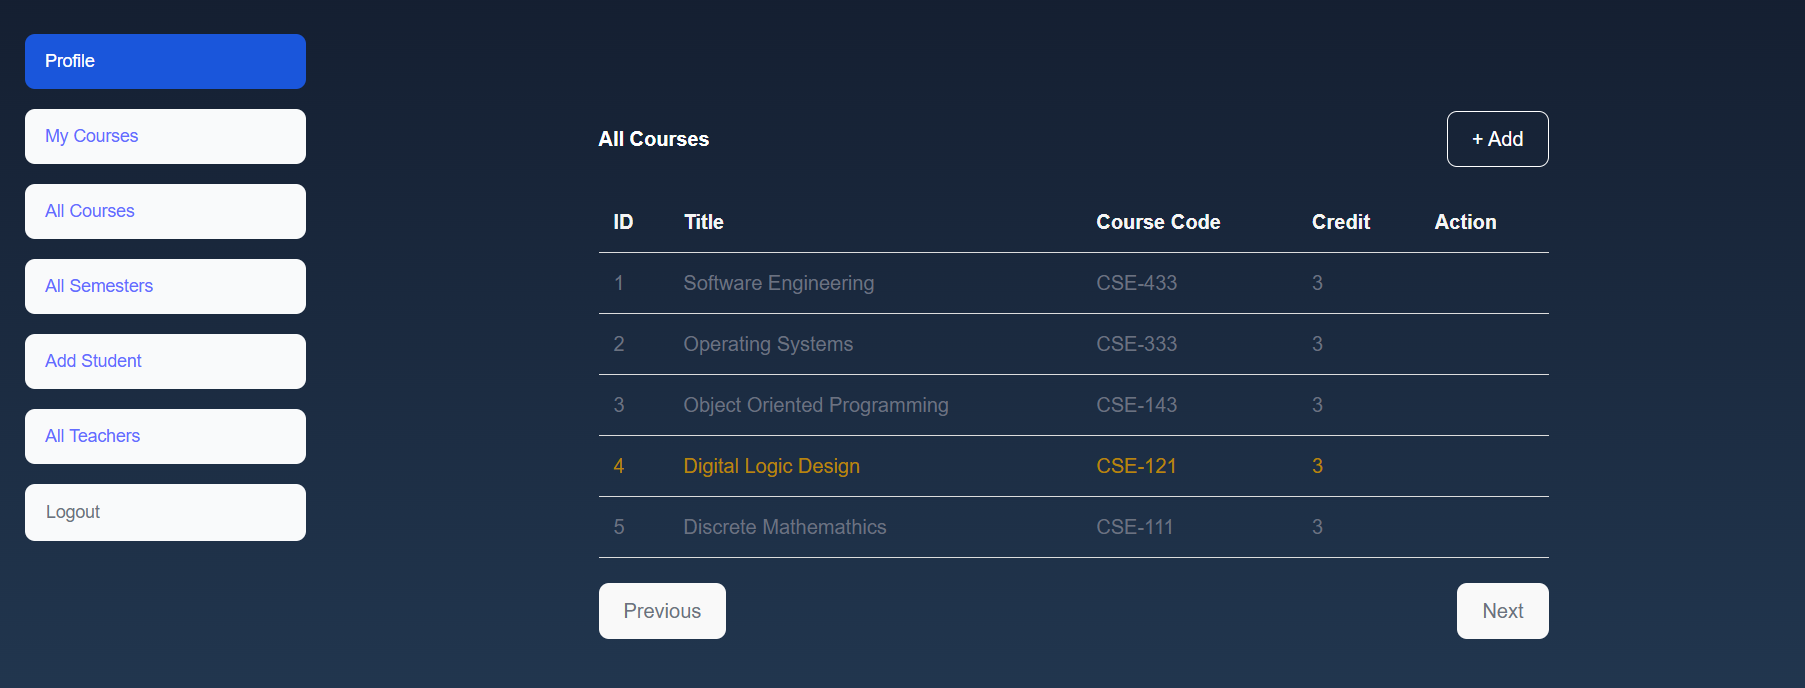 Profile
My Courses
All Courses
All Semesters
Add Student
All Teachers
Logout
All Courses
+ Add
ID Title Course Code Credit Action
1 Software Engineering CSE-433 3
2 Operating Systems CSE-333 3
3 Object Oriented Programming CSE-143 3
4 Digital Logic Design CSE-121 3
5 Discrete Mathemathics CSE-111 3
Previous Next